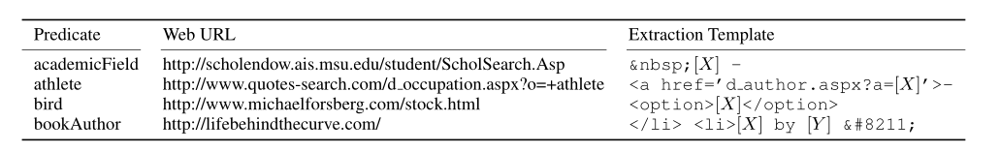 Predicate Web URL Extraction Template
academicField http://scholendow.ais.msu.edu/student/ScholSearch.Asp &nbsp;[X] –
athlete http://www.quotes-search.com/d_occupation.aspx?o=+athlete <a href='d_author.aspx?a=[X]'>–
bird http://www.michaelforsberg.com/stock.html <option>[X]</option>
bookAuthor http://lifebehindthecurve.com/ </li> <li>[X] by [Y] &#8211;